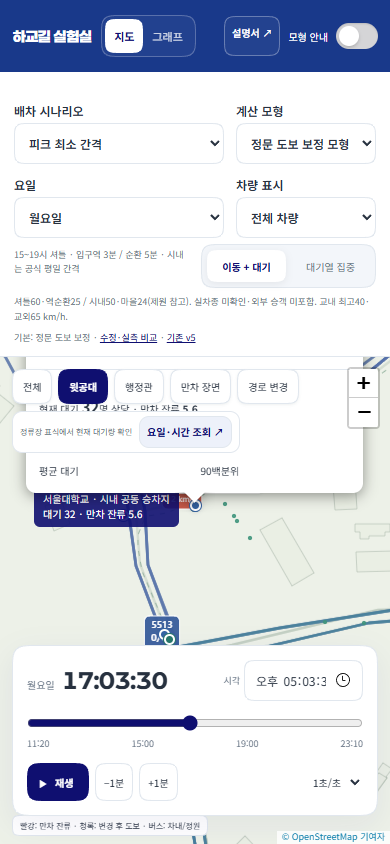 하교길 실험실
지도
그래프
설명서 ↗
모형 안내
배차 시나리오
계산 모형
피크 최소 간격
정문 도보 보정 모형
요일
차량 표시
월요일
전체 차량
15–19시 셔틀 · 입구역 3분 / 순환 5분 · 시내는 공식 평일 간격
이동 + 대기
대기열 집중
셔틀60·역순환25 / 시내50·마을24(제원 참고). 실차종 미확인·외부 승객 미포함. 교내 최고40·
교외65 km/h.
기본: 정문 도보 보정 · 수정·실측 비교 · 기존 v5
전체
윗공대
행정관
만차 장면
경로 변경
+
−
현재 대기 32명 상당 · 만차 잔류 5.6
정류장 표식에서 현재 대기량 확인
요일·시간 조회 ↗
평균 대기
90백분위
서울대학교 · 시내 공동 승차지
대기 32 · 만차 잔류 5.6
5513
월요일
17:03:30
시각
오후 05:03:3
11:20
15:00
19:00
23:10
▶ 재생
−1분
+1분
1초/초
빨강: 만차 잔류 · 청록: 변경 후 도보 · 버스: 차내/정원
© OpenStreetMap 기여자